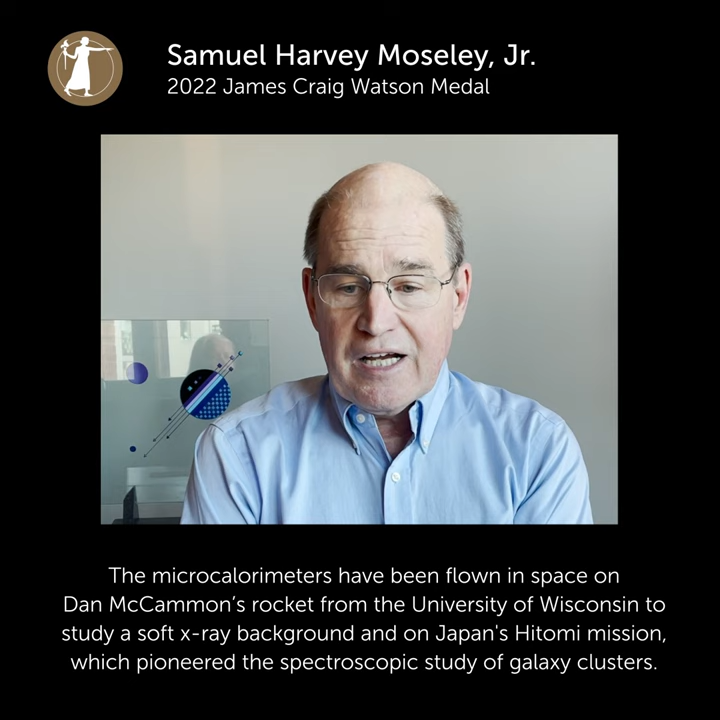 Samuel Harvey Moseley, Jr.
2022 James Craig Watson Medal
The microcalorimeters have been flown in space on
Dan McCammon's rocket from the University of Wisconsin to
study a soft x-ray background and on Japan's Hitomi mission,
which pioneered the spectroscopic study of galaxy clusters.